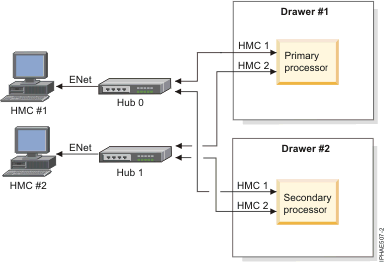 Drawer #1
HMC 1
Primary
processor
HMC 2
ENet
Hub 0
HMC #1
ENet
Hub 1
HMC #2
Drawer #2
HMC 1
Secondary
processor
HMC 2
IPHAE507-2